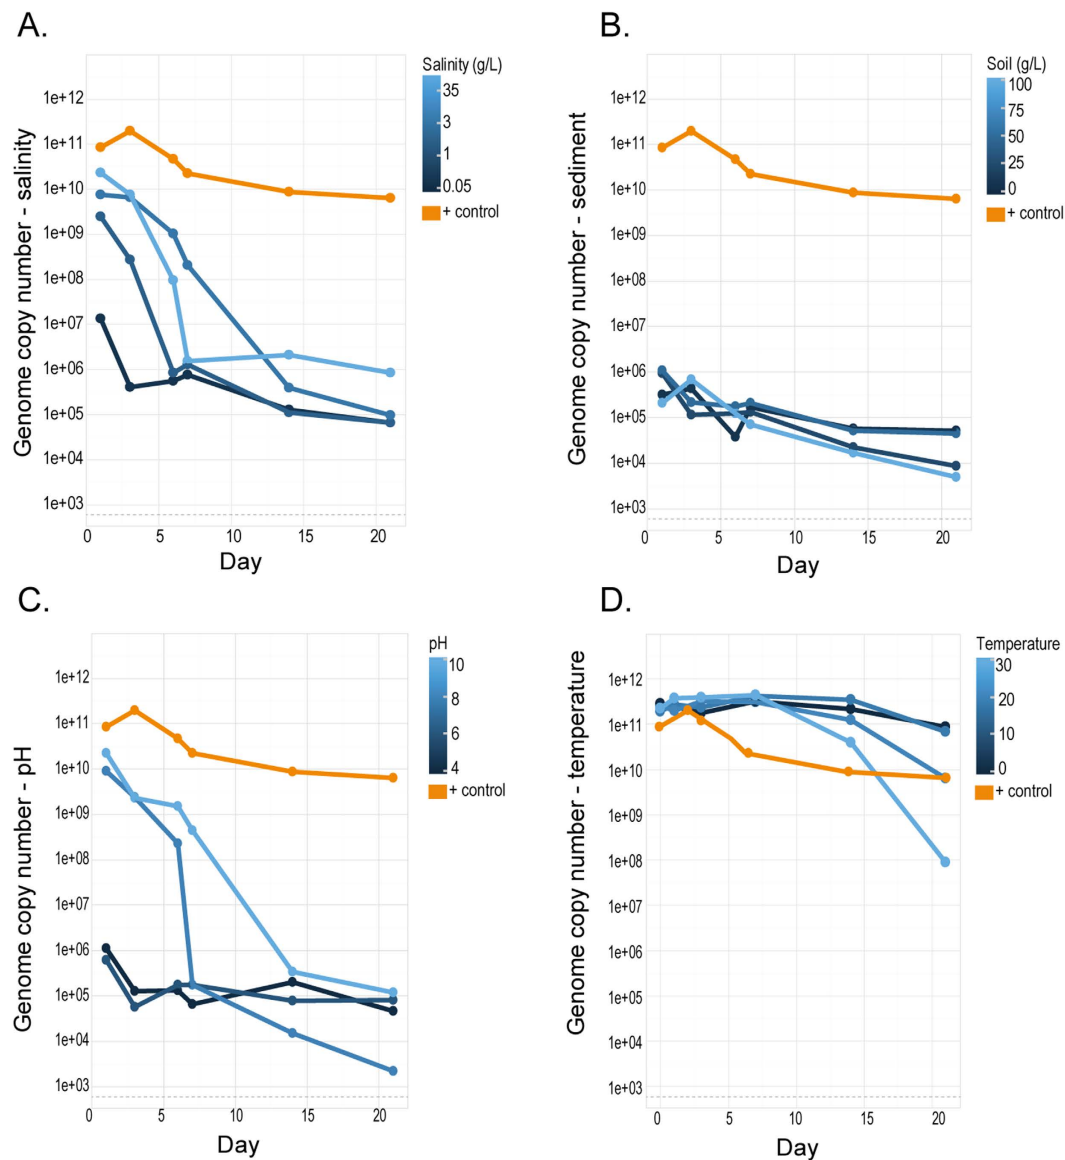 A.
Genome copy number - salinity
1e+12
1e+11
1e+10
1e+09
1e+08
1e+07
1e+06
1e+05
1e+04
1e+03
0 5 10 15 20
Day
Salinity (g/L)
35
3
1
0.05
+ control
B.
Genome copy number - sediment
1e+12
1e+11
1e+10
1e+09
1e+08
1e+07
1e+06
1e+05
1e+04
1e+03
0 5 10 15 20
Day
Soil (g/L)
100
75
50
25
0
+ control
C.
Genome copy number - pH
1e+12
1e+11
1e+10
1e+09
1e+08
1e+07
1e+06
1e+05
1e+04
1e+03
0 5 10 15 20
Day
pH
10
8
6
4
+ control
D.
Genome copy number - temperature
1e+12
1e+11
1e+10
1e+09
1e+08
1e+07
1e+06
1e+05
1e+04
1e+03
0 5 10 15 20
Day
Temperature
30
20
10
0
+ control